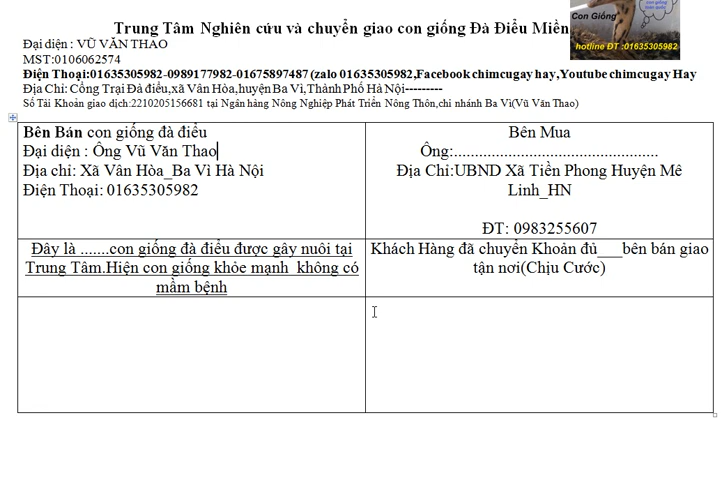 Trung Tâm Nghiên cứu và chuyển giao con giống Đà Điểu Miền
Con Giống
hotline ĐT :01635305982
Đại diện : VŨ VĂN THAO
MST:0106062574
Điện Thoại:01635305982-0989177982-01675897487 (zalo 01635305982,Facebook chimcugay hay,Youtube chimcugay Hay
Địa Chỉ: Cổng Trại Đà điểu,xã Vân Hòa,huyện Ba Vì,Thành Phố Hà Nội---------
Số Tài Khoản giao dịch:2210205156681 tại Ngân hàng Nông Nghiệp Phát Triển Nông Thôn,chi nhánh Ba Vì(Vũ Văn Thao)
Bên Bán con giống đà điểu
Đại diện : Ông Vũ Văn Thao
Địa chỉ: Xã Vân Hòa_Ba Vì Hà Nội
Điện Thoại: 01635305982
Bên Mua
Ông:..................................................
Địa Chỉ:UBND Xã Tiền Phong Huyện Mê
Linh_HN
ĐT: 0983255607
Đây là .......con giống đà điểu được gây nuôi tại
Trung Tâm.Hiện con giống khỏe mạnh  không có
mầm bệnh
Khách Hàng đã chuyển Khoản đủ___bên bán giao
tận nơi(Chịu Cước)